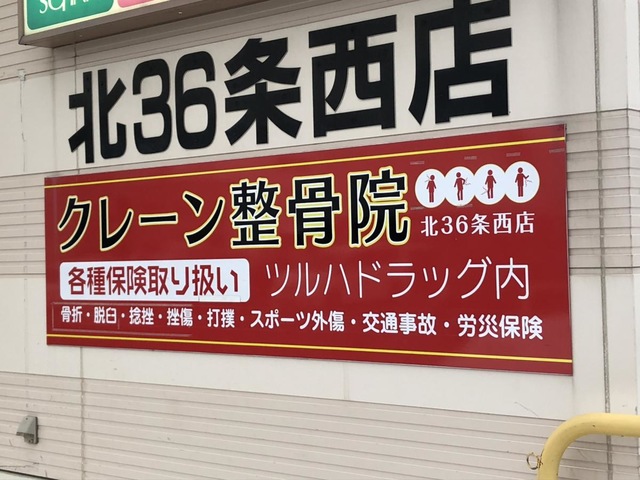 北36条西店
クレーン整骨院
北36条西店
各種保険取り扱い ツルハドラッグ内
骨折・脱臼・捻挫・挫傷・打撲・スポーツ外傷・交通事故・労災保険